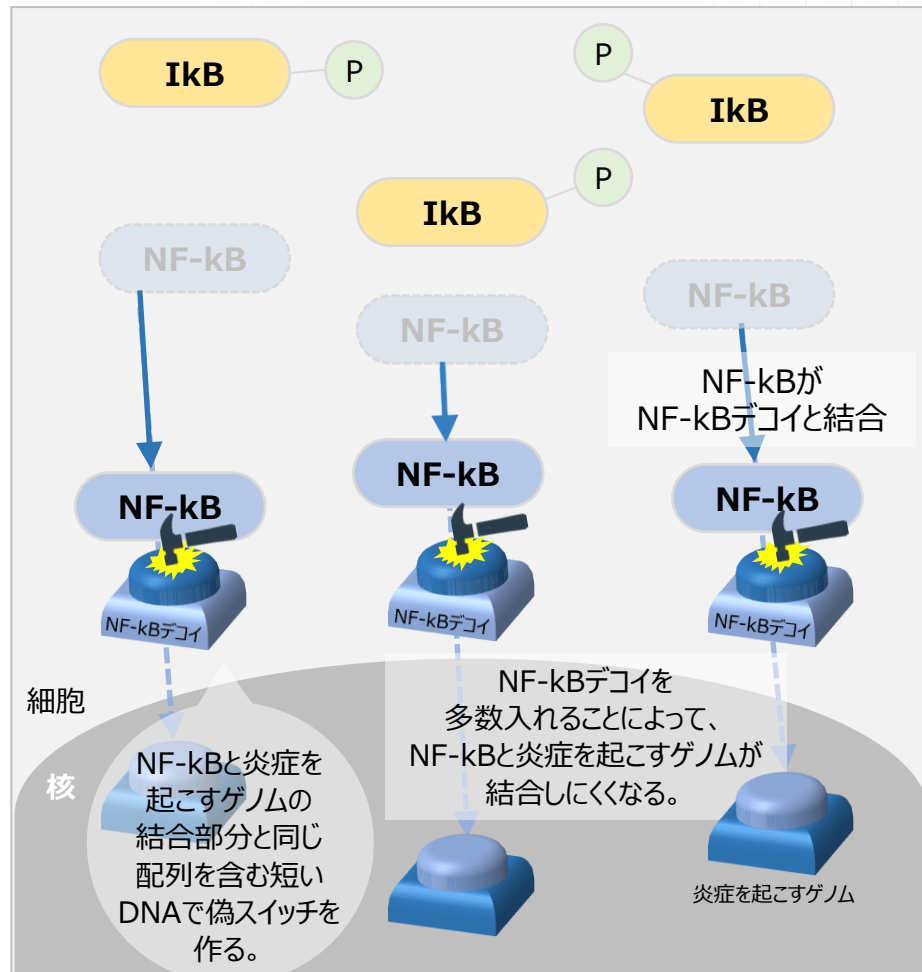 IkB
P
P
IkB
P
IkB
NF-kB
NF-kB
NF-kB
NF-kBが
NF-kBデコイと結合
NF-kB
NF-kB
NF-kB
NF-kBデコイ
NF-kBデコイ
NF-kBデコイ
細胞
核
NF-kBと炎症を
起こすゲノムの
結合部分と同じ
配列を含む短い
DNAで偽スイッチを
作る。
NF-kBデコイを
多数入れることによって、
NF-kBと炎症を起こすゲノムが
結合しにくくなる。
炎症を起こすゲノム